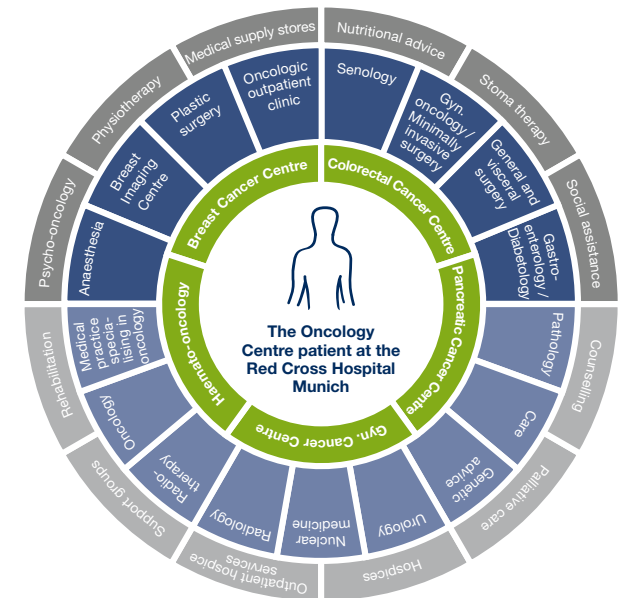 Medical supply stores
Nutritional advice
Stoma therapy
Social assistance
Counselling
Palliative care
Hospices
Outpatient hospice
services
Support groups
Rehabilitation
Psycho-oncology
Physiotherapy
Oncologic
outpatient
clinic
Senology
Gyn.
oncology /
Minimally
invasive
surgery
General and
visceral
surgery
Gastro-
enterology /
Diabetology
Pathology
Care
Genetic
advice
Urology
Nuclear
medicine
Radiology
Radio-
therapy
Oncology
Medical
practice
specia-
lising in
oncology
Anaesthesia
Breast
Imaging
Centre
Plastic
surgery
Breast Cancer Centre
Colorectal Cancer Centre
Pancreatic Cancer Centre
Gyn. Cancer Centre
Haemato-oncology
The Oncology
Centre patient at the
Red Cross Hospital
Munich